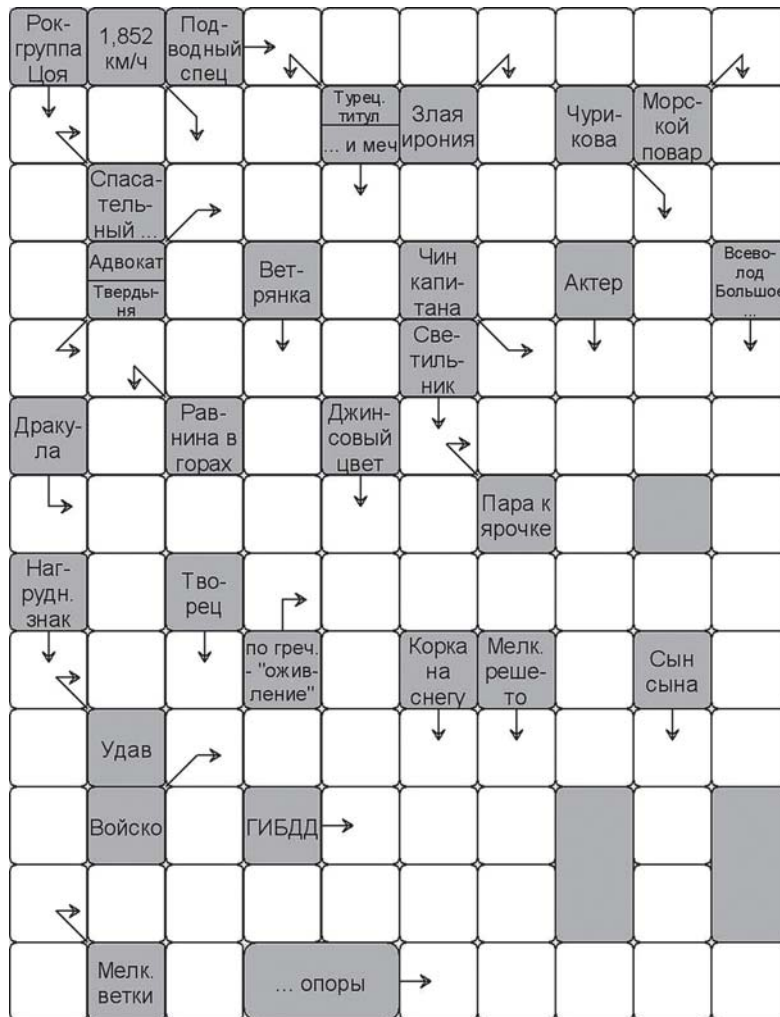 Рок-
группа
Цоя
1,852
км/ч
Под-
водный
спец
Турец.
титул
... и меч
Злая
ирония
Чури-
кова
Морс-
кой
повар
Спаса-
тель-
ный ...
Адвокат
Тверды-
ня
Вет-
рянка
Чин
капи-
тана
Актер
Всево-
лод
Большое
...
Све-
тиль-
ник
Драку-
ла
Рав-
нина в
горах
Джин-
совый
цвет
Пара к
ярочке
Наг-
рудн.
знак
Тво-
рец
по греч.
- "ожив-
ление"
Корка
на
снегу
Мелк.
реше-
то
Сын
сына
Удав
Войско
ГИБДД
Мелк.
ветки
... опоры